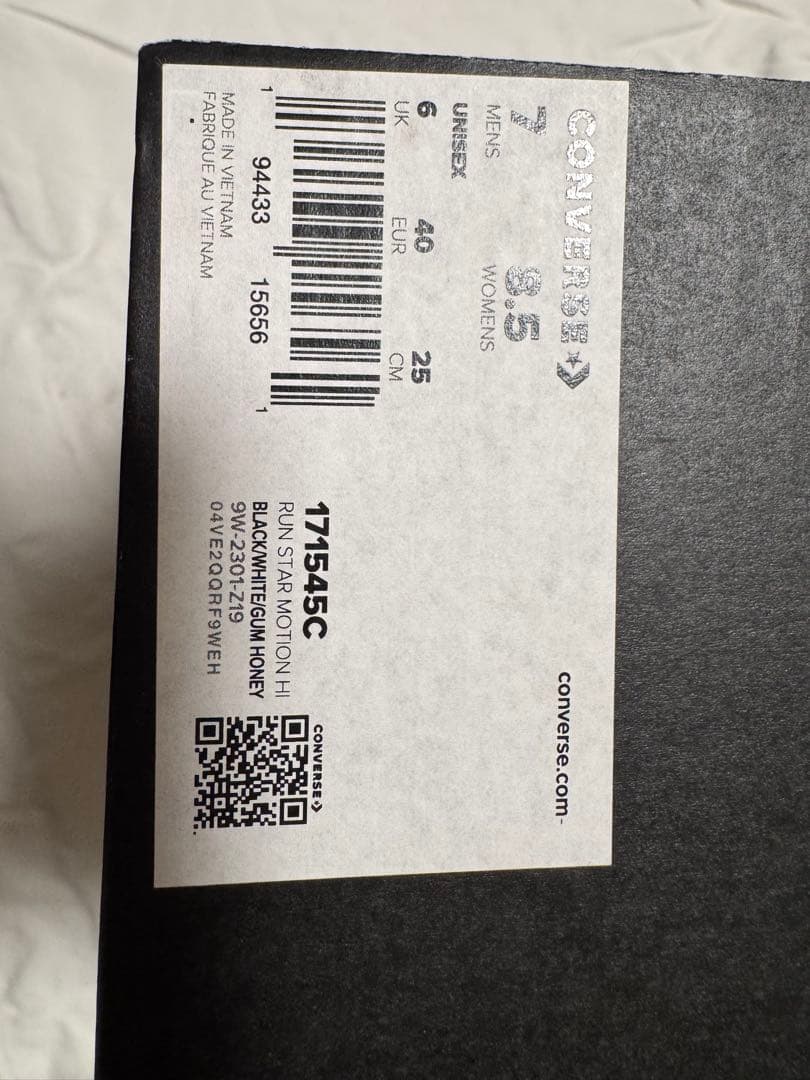 CONVERSE
7 8.5
MENS WOMENS
UNISEX
6 40 25
UK EUR CM
1 94433 15656 1
MADE IN VIETNAM
FABRIQUE AU VIETNAM
converse.com
CONVERSE
171545C
RUN STAR MOTION HI
BLACK/WHITE/GUM HONEY
9W-2301-Z19
04VE2QQRF9WEH